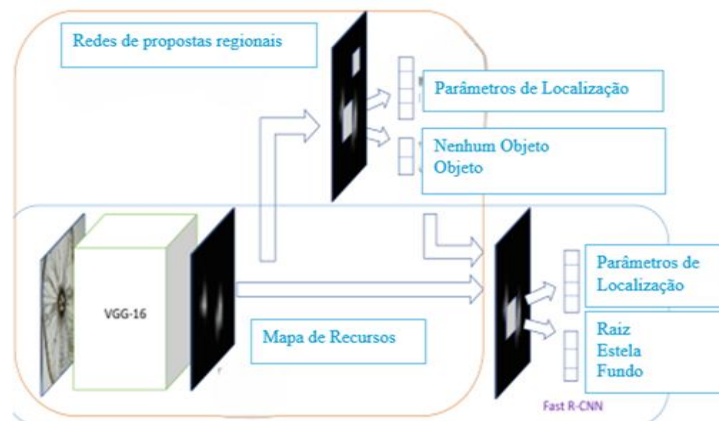 Redes de propostas regionais
Parâmetros de Localização
Nenhum Objeto
Objeto
VGG-16
Mapa de Recursos
Parâmetros de
Localização
Raiz
Estela
Fundo
Fast R-CNN